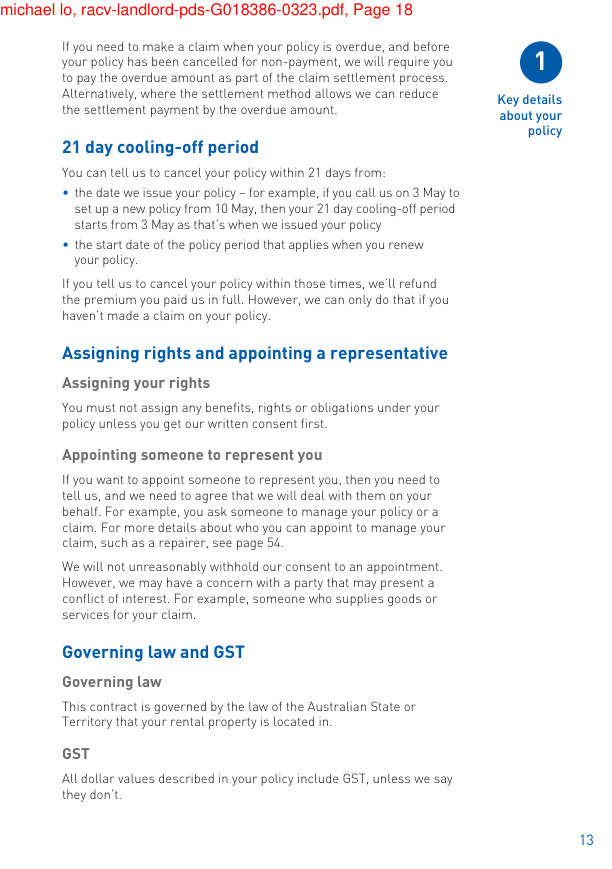 michael lo, racv-landlord-pds-G018386-0323.pdf, Page 18
If you need to make a claim when your policy is overdue, and before
your policy has been cancelled for non-payment, we will require you
to pay the overdue amount as part of the claim settlement process.
Alternatively, where the settlement method allows we can reduce
the settlement payment by the overdue amount.
1
Key details
about your
policy
21 day cooling-off period
You can tell us to cancel your policy within 21 days from:
• the date we issue your policy – for example, if you call us on 3 May to
set up a new policy from 10 May, then your 21 day cooling-off period
starts from 3 May as that's when we issued your policy
• the start date of the policy period that applies when you renew
your policy.
If you tell us to cancel your policy within those times, we'll refund
the premium you paid us in full. However, we can only do that if you
haven't made a claim on your policy.
Assigning rights and appointing a representative
Assigning your rights
You must not assign any benefits, rights or obligations under your
policy unless you get our written consent first.
Appointing someone to represent you
If you want to appoint someone to represent you, then you need to
tell us, and we need to agree that we will deal with them on your
behalf. For example, you ask someone to manage your policy or a
claim. For more details about who you can appoint to manage your
claim, such as a repairer, see page 54.
We will not unreasonably withhold our consent to an appointment.
However, we may have a concern with a party that may present a
conflict of interest. For example, someone who supplies goods or
services for your claim.
Governing law and GST
Governing law
This contract is governed by the law of the Australian State or
Territory that your rental property is located in.
GST
All dollar values described in your policy include GST, unless we say
they don't.
13